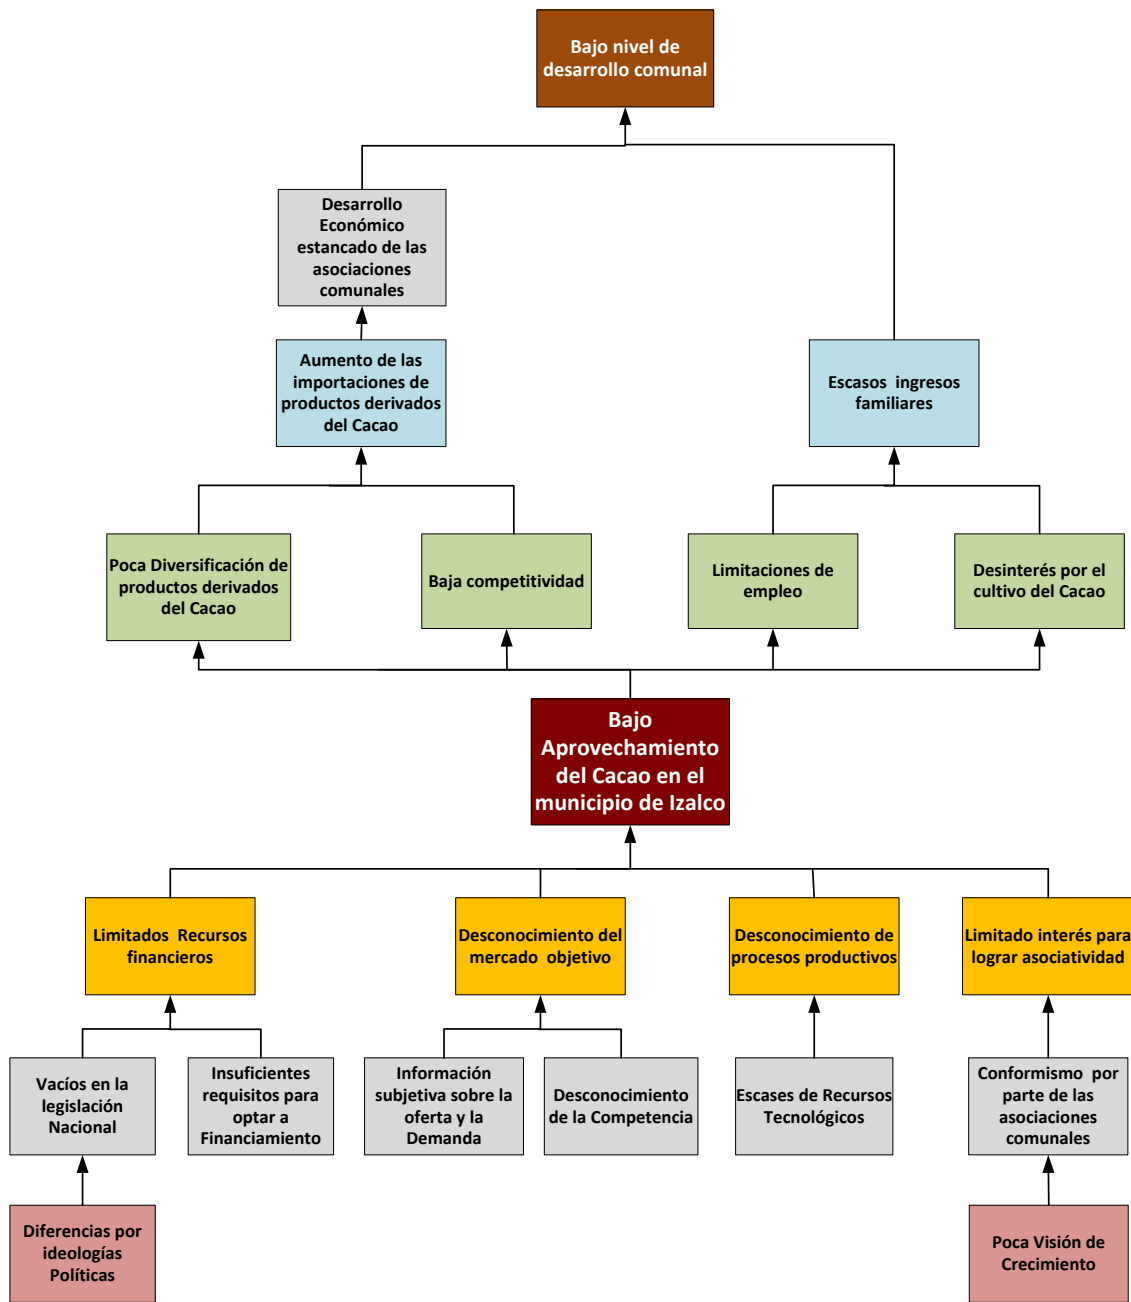 Bajo nivel de
desarrollo comunal
Desarrollo
Económico
estancado de las
asociaciones
comunales
Aumento de las
importaciones de
productos derivados
del Cacao
Escasos ingresos
familiares
Poca Diversificación de
productos derivados
del Cacao
Baja competitividad
Limitaciones de
empleo
Desinterés por el
cultivo del Cacao
Bajo
Aprovechamiento
del Cacao en el
municipio de Izalco
Limitados Recursos
financieros
Desconocimiento del
mercado objetivo
Desconocimiento de
procesos productivos
Limitado interés para
lograr asociatividad
Vacíos en la
legislación
Nacional
Insuficientes
requisitos para
optar a
Financiamiento
Información
subjetiva sobre la
oferta y la
Demanda
Desconocimiento
de la Competencia
Escases de Recursos
Tecnológicos
Conformismo por
parte de las
asociaciones
comunales
Diferencias por
ideologías
Políticas
Poca Visión de
Crecimiento